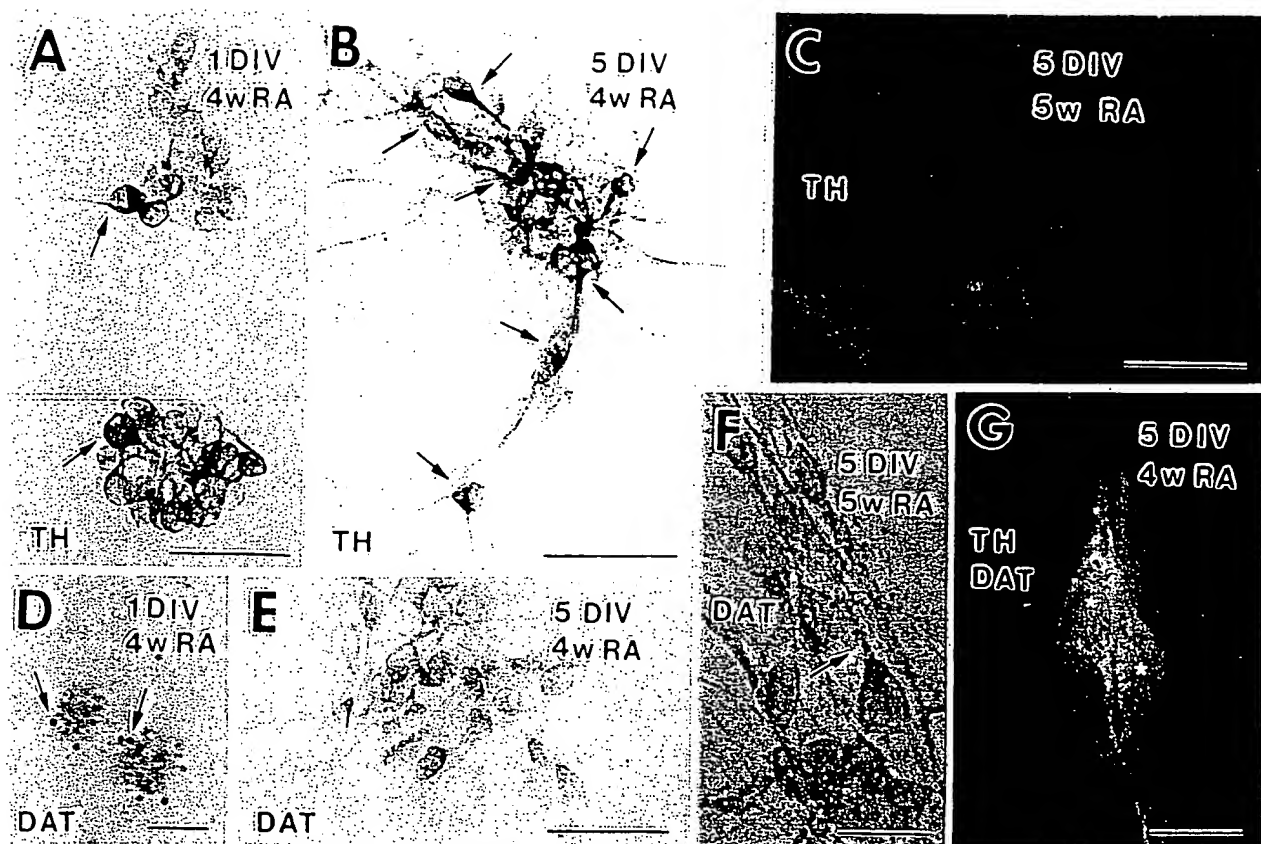 A
1 DIV
4w RA
TH
B
5 DIV
4w RA
TH
C
5 DIV
5w RA
TH
D
1 DIV
4w RA
DAT
E
5 DIV
4w RA
DAT
F
5 DIV
5w RA
DAT
G
5 DIV
4w RA
TH
DAT